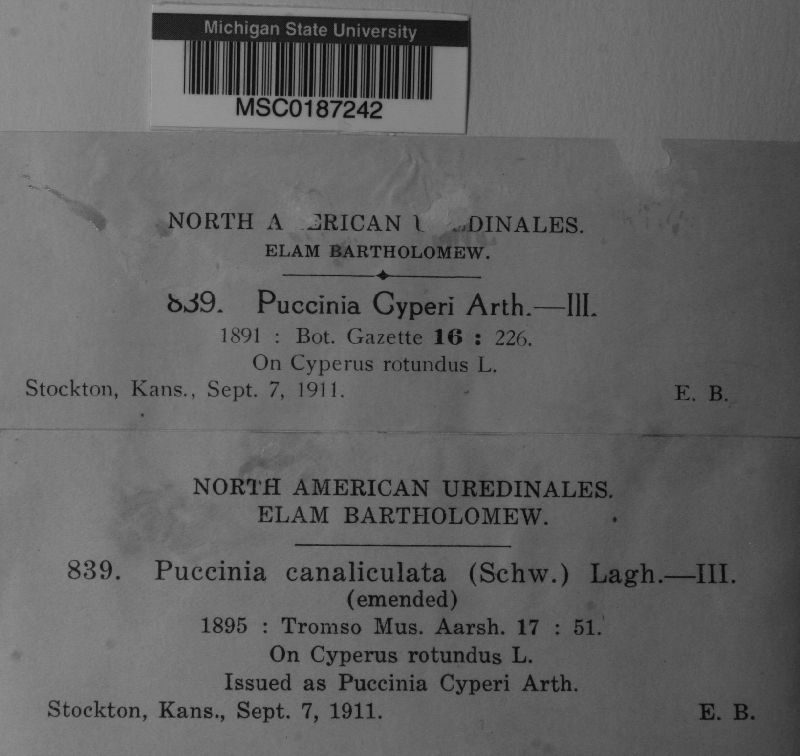 Michigan State University
MSC0187242
NORTH A ERICAN DINALES.
ELAM BARTHOLOMEW.
839. Puccinia Cyperi Arth.—III.
1891 : Bot. Gazette 16 : 226.
On Cyperus rotundus L.
Stockton, Kans., Sept. 7, 1911. E. B.
NORTH AMERICAN UREDINALES.
ELAM BARTHOLOMEW.
839. Puccinia canaliculata (Schw.) Lagh.—III.
(emended)
1895 : Tromso Mus. Aarsh. 17 : 51.
On Cyperus rotundus L.
Issued as Puccinia Cyperi Arth.
Stockton, Kans., Sept. 7, 1911. E. B.